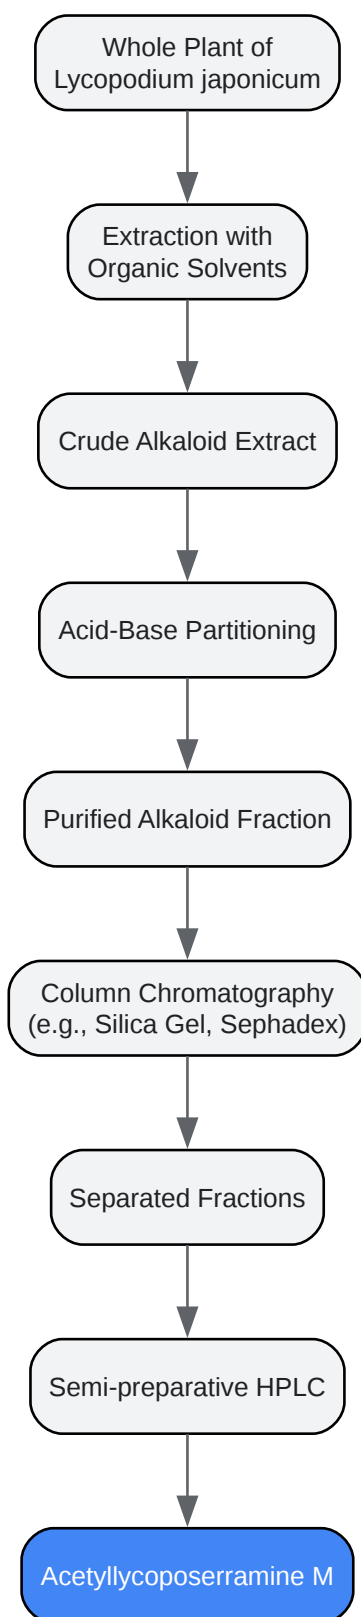 Whole Plant of
Lycopodium japonicum
Extraction with
Organic Solvents
Crude Alkaloid Extract
Acid-Base Partitioning
Purified Alkaloid Fraction
Column Chromatography
(e.g., Silica Gel, Sephadex)
Separated Fractions
Semi-preparative HPLC
Acetyllycoposerramine M